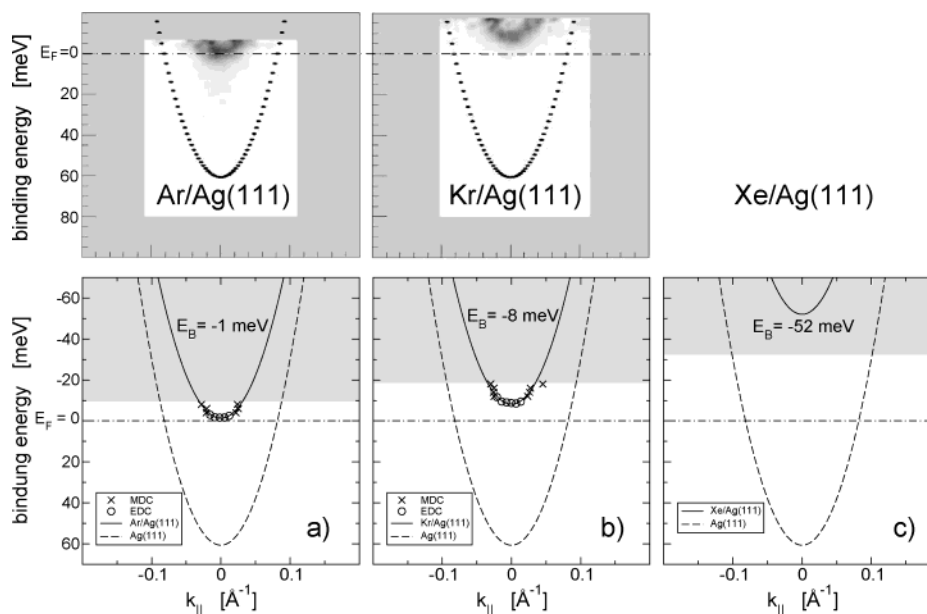 binding energy [meV]
E_F=0
20
40
60
80
Ar/Ag(111)
Kr/Ag(111)
Xe/Ag(111)
bindung energy [meV]
-60
-40
-20
E_F = 0
20
40
60
E_B= -1 meV
MDC
EDC
Ar/Ag(111)
Ag(111)
a)
-0.1
0
0.1
k_|| [Å⁻¹]
E_B= -8 meV
MDC
EDC
Kr/Ag(111)
Ag(111)
b)
-0.1
0
0.1
k_|| [Å⁻¹]
E_B= -52 meV
Xe/Ag(111)
Ag(111)
c)
-0.1
0
0.1
k_|| [Å⁻¹]